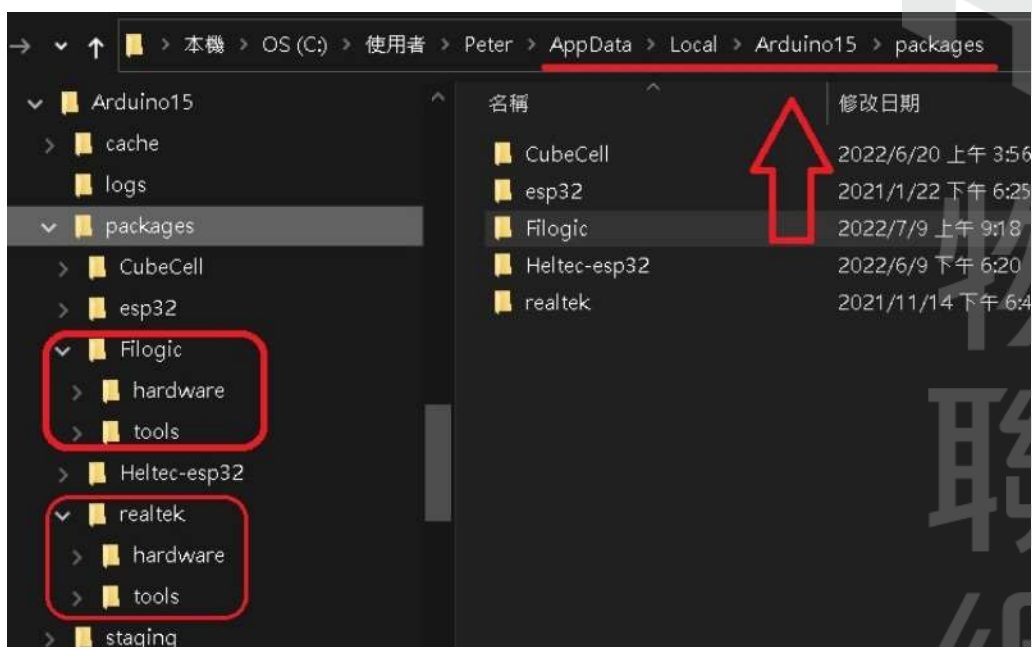 本機 > OS (C:) > 使用者 > Peter > AppData > Local > Arduino15 > packages
Arduino15
cache
logs
packages
CubeCell
esp32
Filogic
hardware
tools
Heltec-esp32
realtek
hardware
tools
staging
名稱 修改日期
CubeCell 2022/6/20 上午 3:56
esp32 2021/1/22 下午 6:25
Filogic 2022/7/9 上午 9:18
Heltec-esp32 2022/6/9 下午 6:20
realtek 2021/11/14 下午 6:4
物
聯